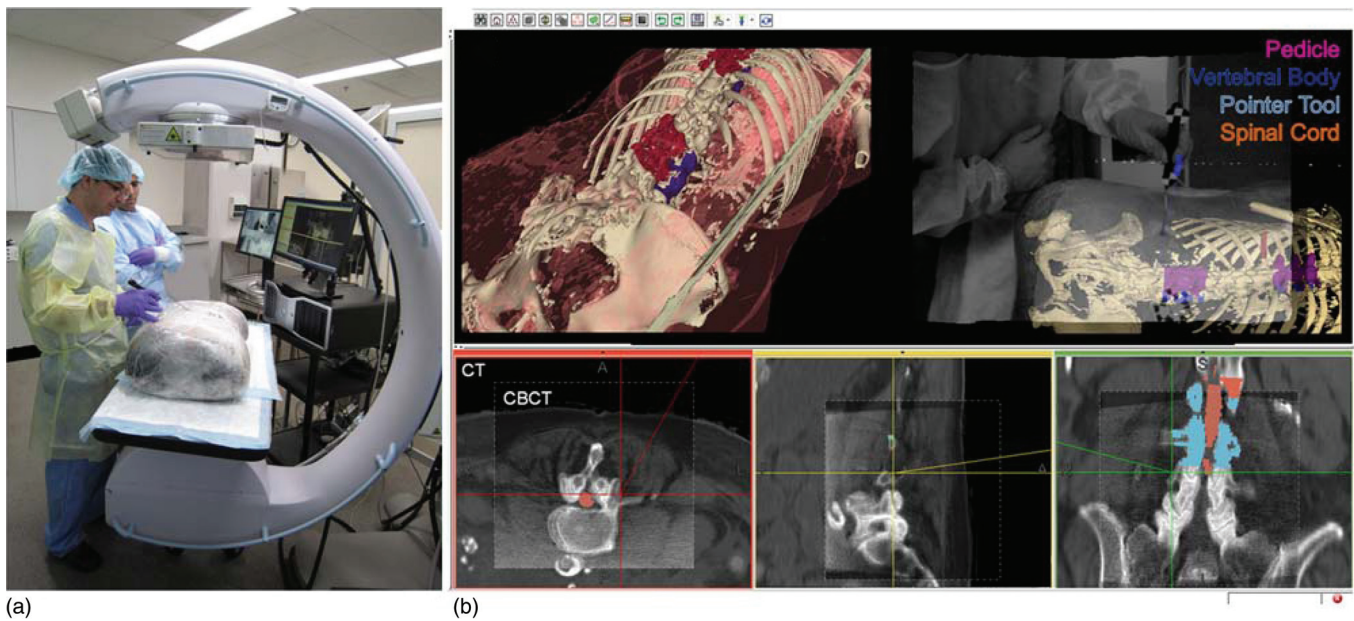 Pedicle
Vertebral Body
Pointer Tool
Spinal Cord
CT
A
CBCT
A
S
(a)
(b)